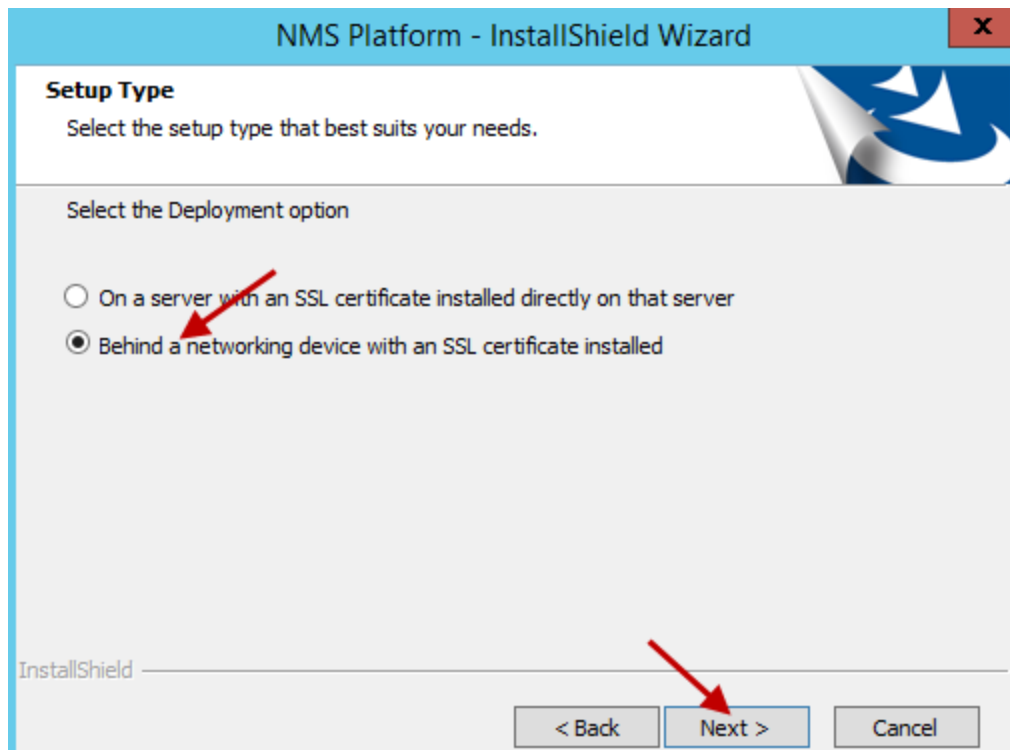 NMS Platform - InstallShield Wizard
x
Setup Type
Select the setup type that best suits your needs.
Select the Deployment option
On a server with an SSL certificate installed directly on that server
Behind a networking device with an SSL certificate installed
InstallShield
< Back
Next >
Cancel